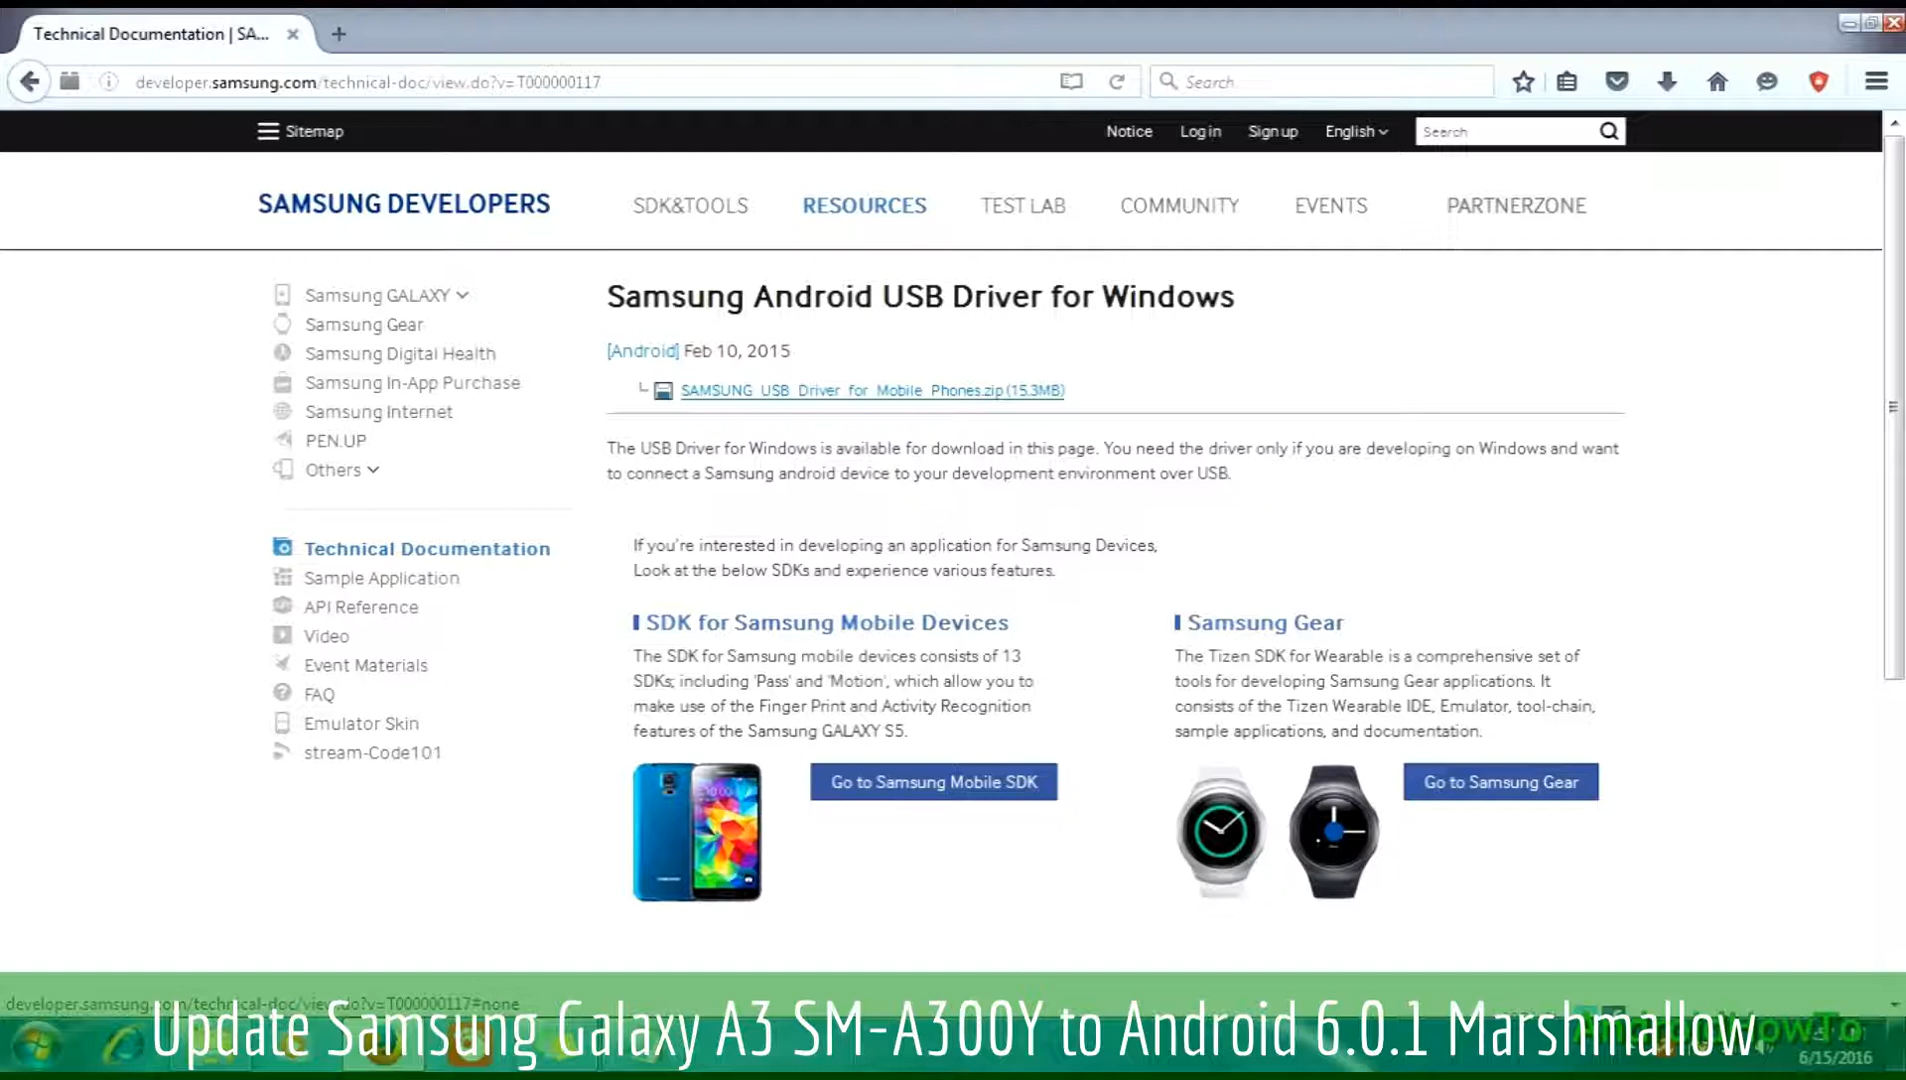 Technical Documentation | SA...
developer.samsung.com/technical-doc/view.do?v=T000000117
Search
Sitemap
Notice
Log in
Sign up
English
Search
SAMSUNG DEVELOPERS
SDK&TOOLS
RESOURCES
TEST LAB
COMMUNITY
EVENTS
PARTNERZONE
Samsung GALAXY
Samsung Gear
Samsung Digital Health
Samsung In-App Purchase
Samsung Internet
PEN.UP
Others
Technical Documentation
Sample Application
API Reference
Video
Event Materials
FAQ
Emulator Skin
stream-Code101
Samsung Android USB Driver for Windows
[Android] Feb 10, 2015
SAMSUNG_USB_Driver_for_Mobile_Phones.zip (15.3MB)
The USB Driver for Windows is available for download in this page. You need the driver only if you are developing on Windows and want
to connect a Samsung android device to your development environment over USB.
If you're interested in developing an application for Samsung Devices,
Look at the below SDKs and experience various features.
SDK for Samsung Mobile Devices
The SDK for Samsung mobile devices consists of 13
SDKs; including 'Pass' and 'Motion', which allow you to
make use of the Finger Print and Activity Recognition
features of the Samsung GALAXY S5.
Go to Samsung Mobile SDK
Samsung Gear
The Tizen SDK for Wearable is a comprehensive set of
tools for developing Samsung Gear applications. It
consists of the Tizen Wearable IDE, Emulator, tool-chain,
sample applications, and documentation.
Go to Samsung Gear
developer.samsung.com/technical-doc/view.do?v=T000000117#none
Update Samsung Galaxy A3 SM-A300Y to Android 6.0.1 Marshmallow
AndroidHowTo
6/15/2016